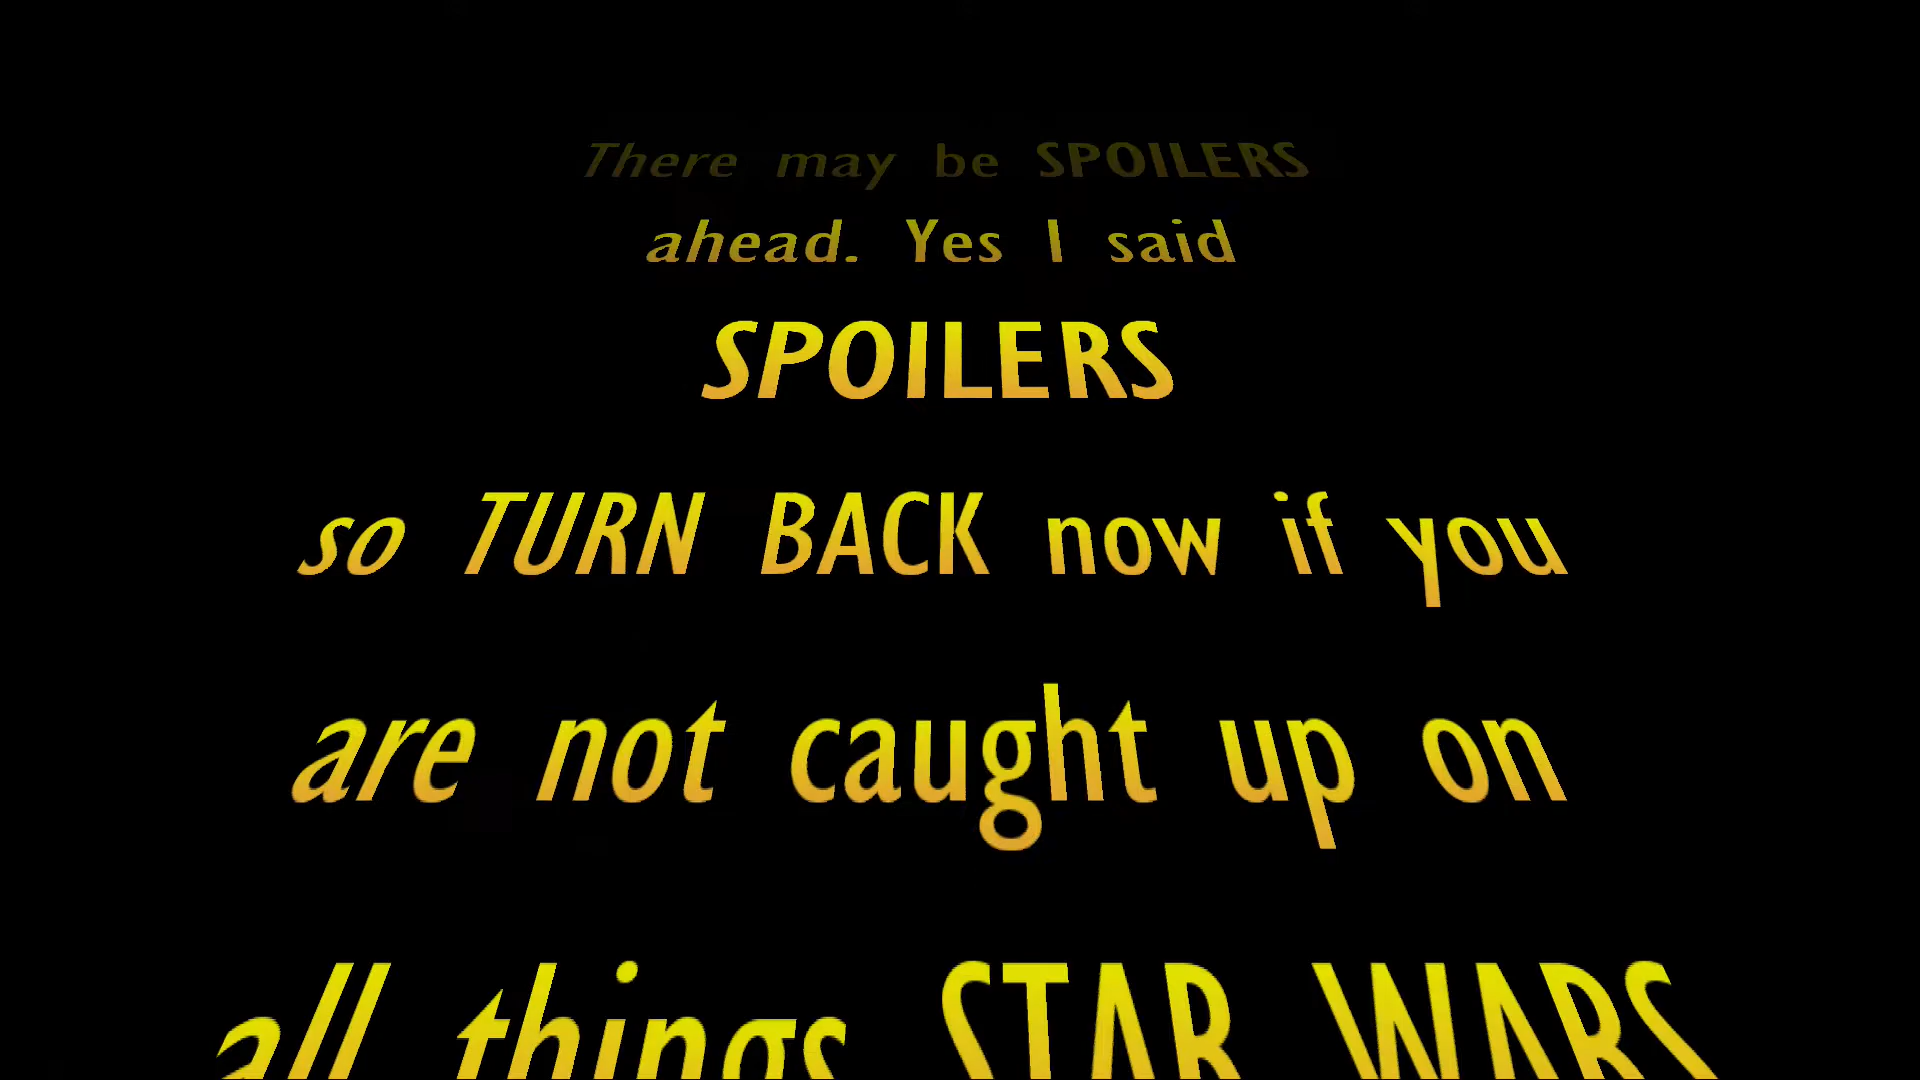 There may be SPOILERS
ahead. Yes I said
SPOILERS
so TURN BACK now if you
are not caught up on
all things STAR WARS